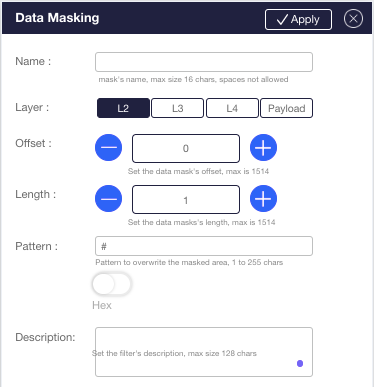 Data Masking
Apply
Name :
mask's name, max size 16 chars, spaces not allowed
Layer :
L2 L3 L4 Payload
Offset :
0
Set the data mask's offset, max is 1514
Length :
1
Set the data masks's length, max is 1514
Pattern :
#
Pattern to overwrite the masked area, 1 to 255 chars
Hex
Description:
Set the filter's description, max size 128 chars